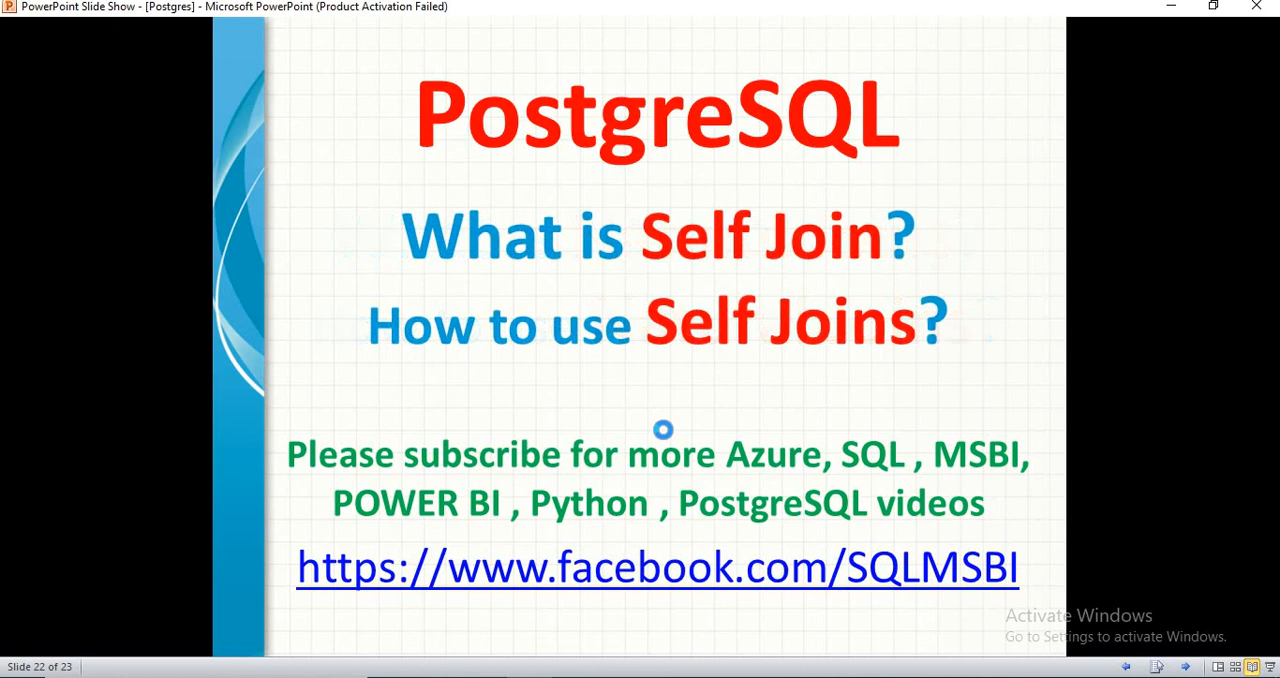 PowerPoint Slide Show - [Postgres] - Microsoft PowerPoint (Product Activation Failed)
PostgreSQL
What is Self Join?
How to use Self Joins?
Please subscribe for more Azure, SQL , MSBI,
POWER BI , Python , PostgreSQL videos
https://www.facebook.com/SQLMSBI
Activate Windows
Go to Settings to activate Windows.
Slide 22 of 23